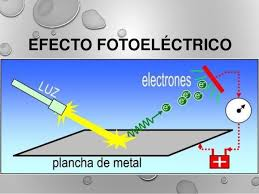 EFECTO FOTOELÉCTRICO
LUZ
electrones
e
e
e
e
plancha de metal